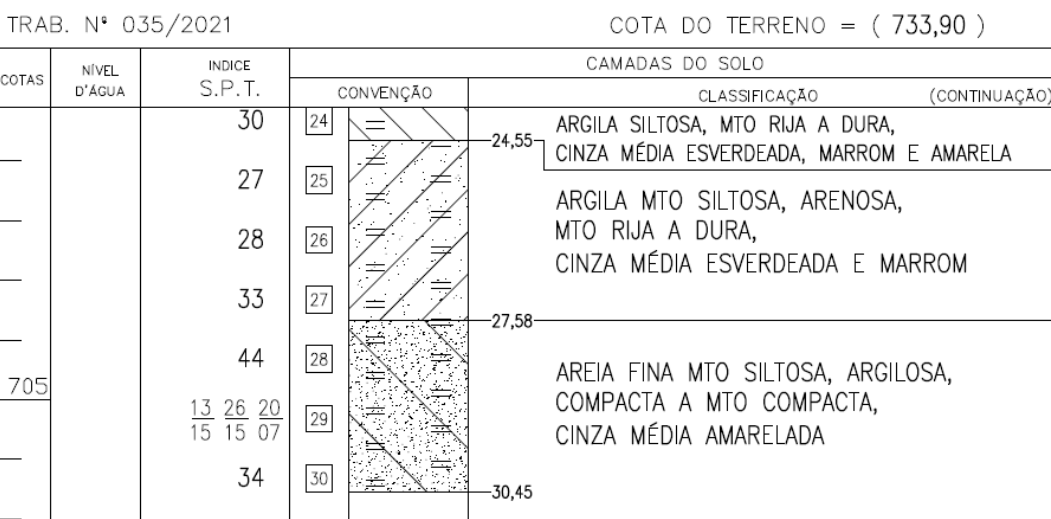 TRAB. Nº 035/2021
COTA DO TERRENO = ( 733,90 )
COTAS
NÍVEL
D'ÁGUA
INDICE
S.P.T.
CAMADAS DO SOLO
CONVENÇÃO
CLASSIFICAÇÃO
(CONTINUAÇÃO)
30
24
24,55
ARGILA SILTOSA, MTO RIJA A DURA,
CINZA MÉDIA ESVERDEADA, MARROM E AMARELA
27
25
ARGILA MTO SILTOSA, ARENOSA,
MTO RIJA A DURA,
CINZA MÉDIA ESVERDEADA E MARROM
28
26
33
27
27,58
44
28
AREIA FINA MTO SILTOSA, ARGILOSA,
COMPACTA A MTO COMPACTA,
CINZA MÉDIA AMARELADA
705
13 26 20
15 15 07
29
34
30
30,45